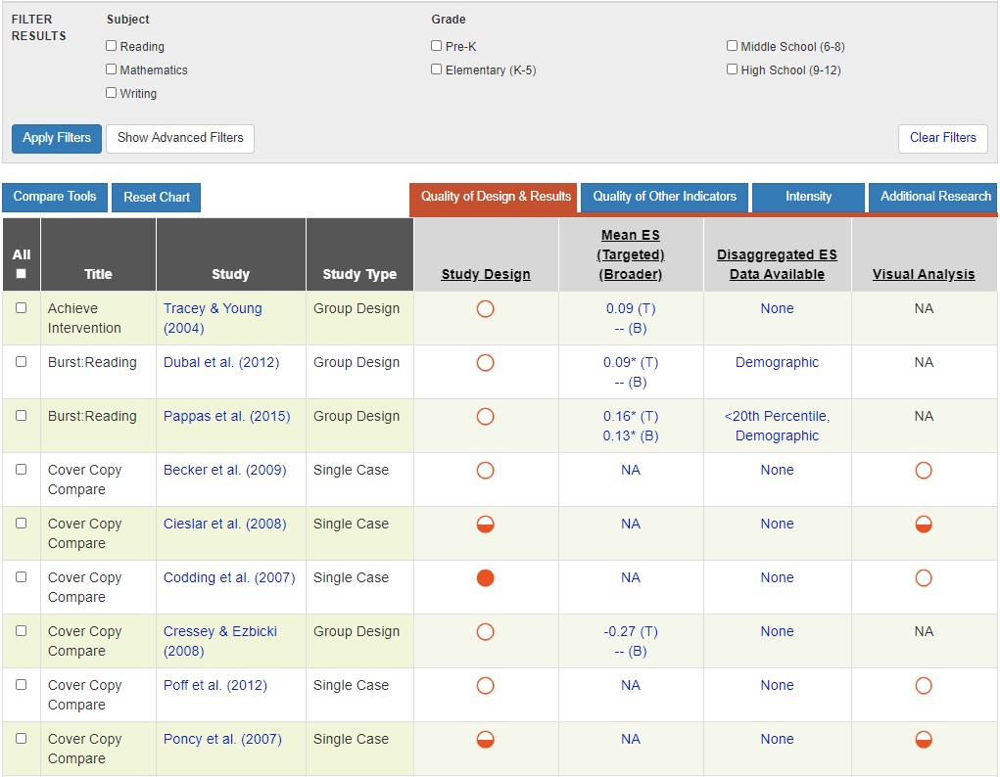 FILTER RESULTS
Subject
Grade
Reading
Pre-K
Middle School (6-8)
Mathematics
Elementary (K-5)
High School (9-12)
Writing
Apply Filters
Show Advanced Filters
Clear Filters
Compare Tools
Reset Chart
Quality of Design & Results
Quality of Other Indicators
Intensity
Additional Research
All
Title
Study
Study Type
Study Design
Mean ES
(Targeted)
(Broader)
Disaggregated ES
Data Available
Visual Analysis
Achieve
Intervention
Tracey & Young
(2004)
Group Design
0.09 (T)
-- (B)
None
NA
Burst:Reading
Dubal et al. (2012)
Group Design
0.09* (T)
-- (B)
Demographic
NA
Burst:Reading
Pappas et al. (2015)
Group Design
0.16* (T)
0.13* (B)
<20th Percentile,
Demographic
NA
Cover Copy
Compare
Becker et al. (2009)
Single Case
NA
None
Cover Copy
Compare
Cieslar et al. (2008)
Single Case
NA
None
Cover Copy
Compare
Codding et al. (2007)
Single Case
NA
None
Cover Copy
Compare
Cressey & Ezbicki
(2008)
Group Design
-0.27 (T)
-- (B)
None
NA
Cover Copy
Compare
Poff et al. (2012)
Single Case
NA
None
Cover Copy
Compare
Poncy et al. (2007)
Single Case
NA
None